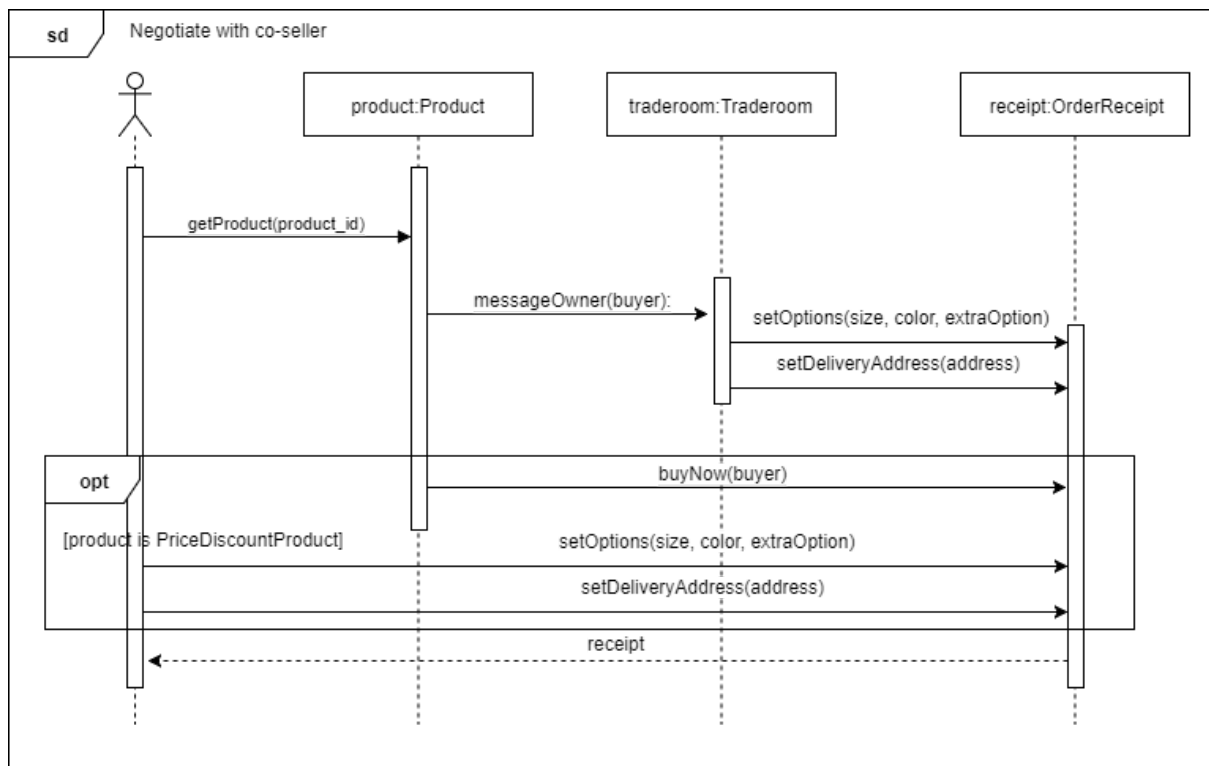 sd
Negotiate with co-seller
product:Product
traderoom:Traderoom
receipt:OrderReceipt
getProduct(product_id)
messageOwner(buyer):
setOptions(size, color, extraOption)
setDeliveryAddress(address)
opt
buyNow(buyer)
[product is PriceDiscountProduct]
setOptions(size, color, extraOption)
setDeliveryAddress(address)
receipt